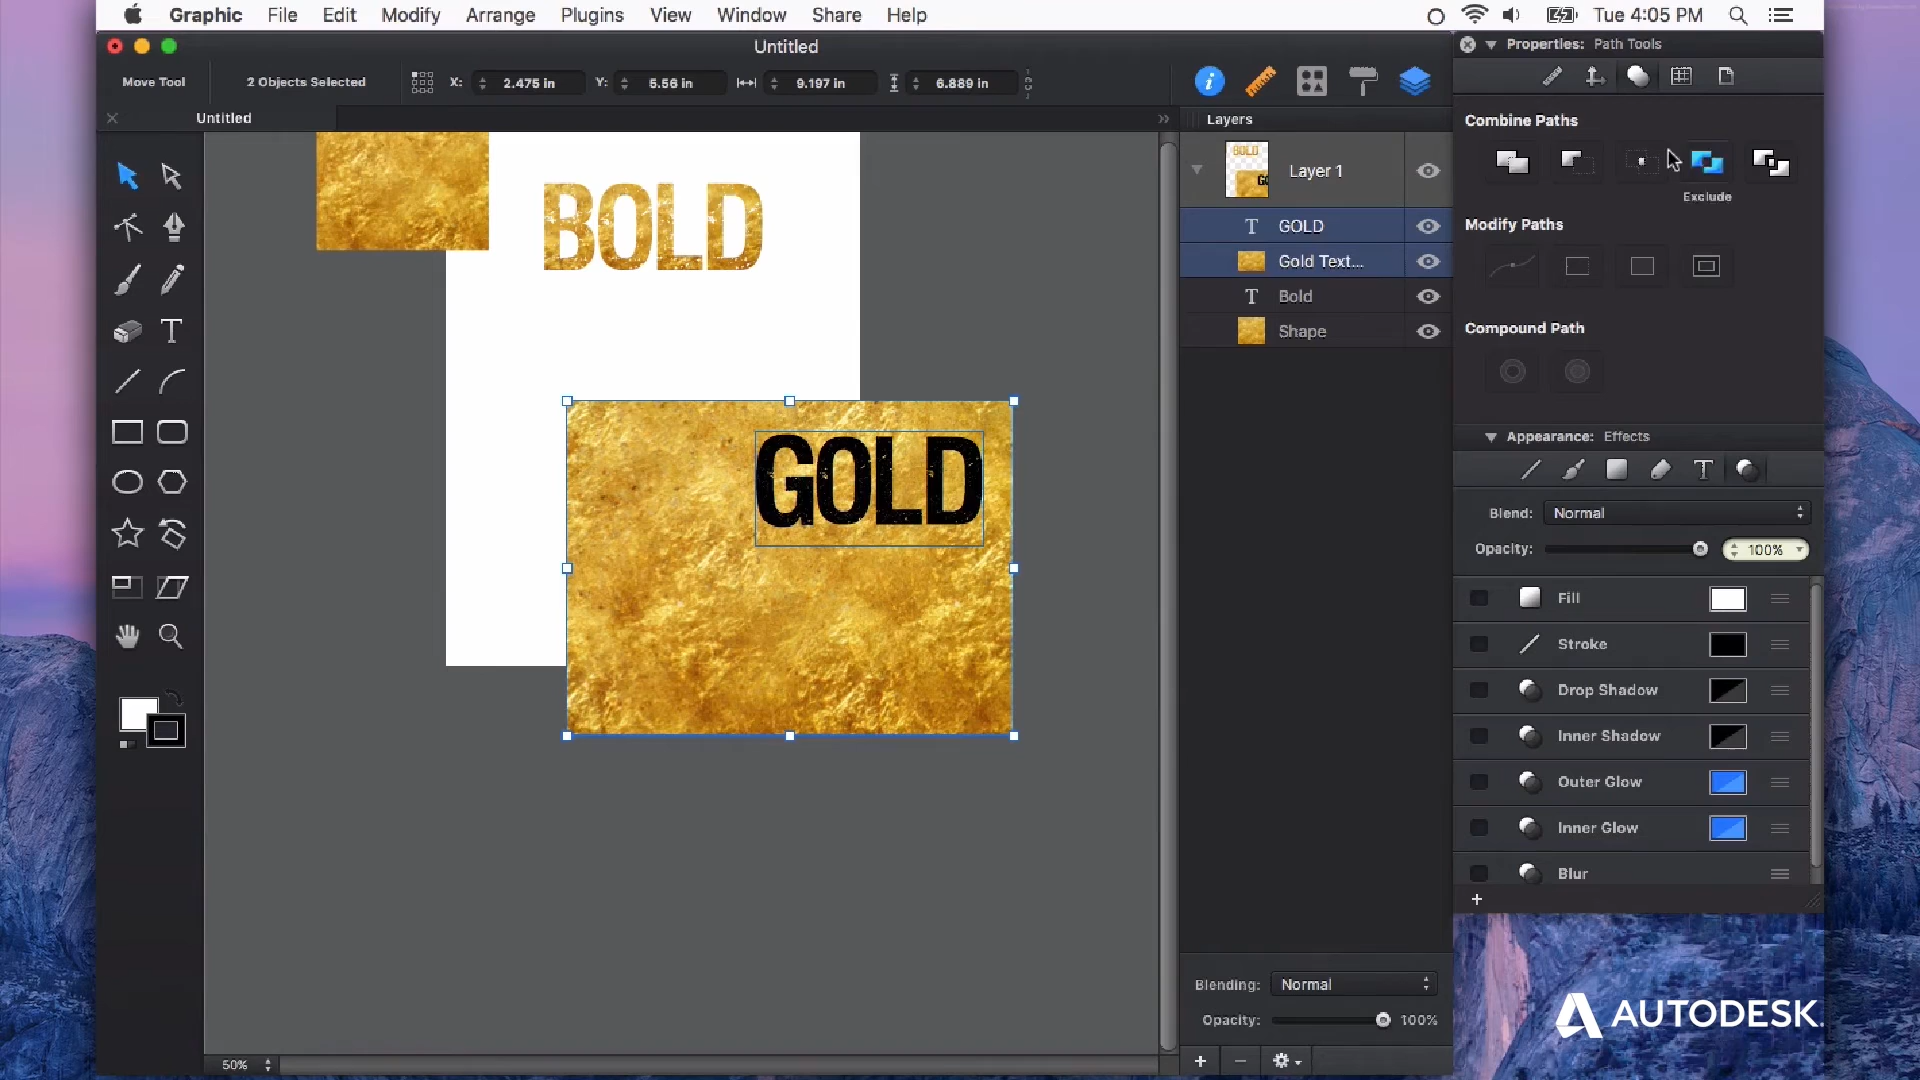 Graphic File Edit Modify Arrange Plugins View Window Share Help
Tue 4:05 PM
Untitled
Properties: Path Tools
Move Tool
2 Objects Selected
X: 2.475 in
Y: 5.56 in
9.197 in
6.889 in
Untitled
Layers
Layer 1
GOLD
Gold Text...
Bold
Shape
BOLD
GOLD
Combine Paths
Exclude
Modify Paths
Compound Path
Appearance: Effects
Blend: Normal
Opacity: 100%
Fill
Stroke
Drop Shadow
Inner Shadow
Outer Glow
Inner Glow
Blur
Blending: Normal
Opacity: 100%
50%
AUTODESK.